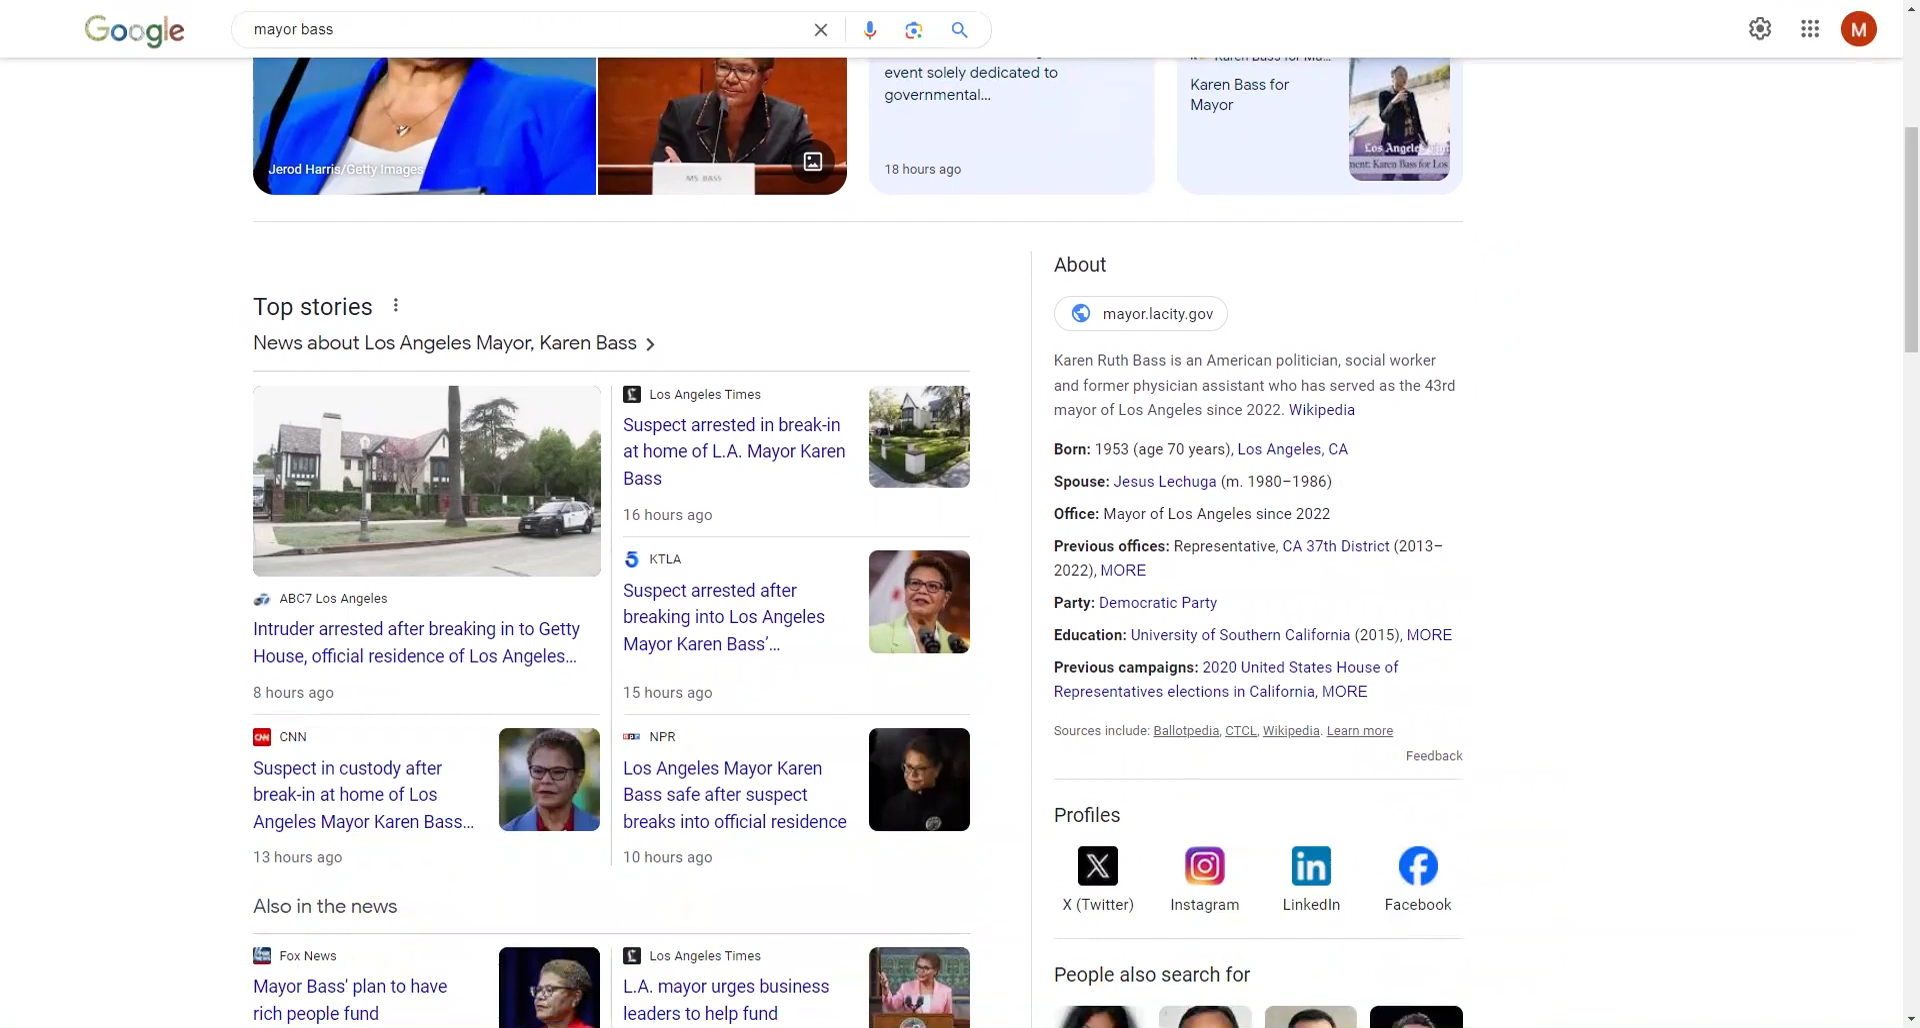 Google
mayor bass
M
Jerod Harris/Getty Images
MS. BASS
event solely dedicated to
governmental...
18 hours ago
Karen Bass for
Mayor
Los Angeles
ment: Karen Bass for Los
Top stories
News about Los Angeles Mayor, Karen Bass
ABC7 Los Angeles
Intruder arrested after breaking in to Getty
House, official residence of Los Angeles...
8 hours ago
Los Angeles Times
Suspect arrested in break-in
at home of L.A. Mayor Karen
Bass
16 hours ago
KTLA
Suspect arrested after
breaking into Los Angeles
Mayor Karen Bass’...
15 hours ago
CNN
Suspect in custody after
break-in at home of Los
Angeles Mayor Karen Bass...
13 hours ago
NPR
Los Angeles Mayor Karen
Bass safe after suspect
breaks into official residence
10 hours ago
Also in the news
Fox News
Mayor Bass' plan to have
rich people fund
Los Angeles Times
L.A. mayor urges business
leaders to help fund
About
mayor.lacity.gov
Karen Ruth Bass is an American politician, social worker
and former physician assistant who has served as the 43rd
mayor of Los Angeles since 2022. Wikipedia
Born: 1953 (age 70 years), Los Angeles, CA
Spouse: Jesus Lechuga (m. 1980–1986)
Office: Mayor of Los Angeles since 2022
Previous offices: Representative, CA 37th District (2013–
2022), MORE
Party: Democratic Party
Education: University of Southern California (2015), MORE
Previous campaigns: 2020 United States House of
Representatives elections in California, MORE
Sources include: Ballotpedia, CTCL, Wikipedia. Learn more
Feedback
Profiles
X (Twitter)
Instagram
LinkedIn
Facebook
People also search for